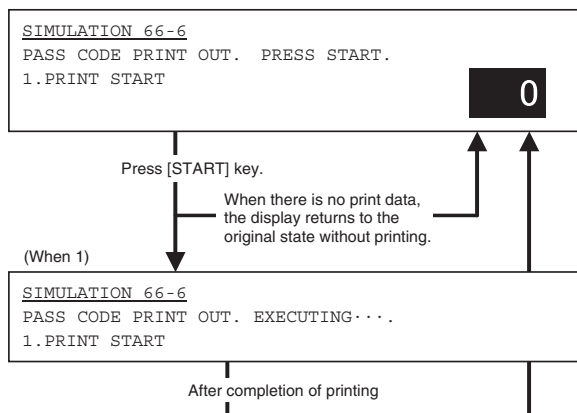 SIMULATION 66-6
PASS CODE PRINT OUT. PRESS START.
1.PRINT START
0
Press [START] key.
When there is no print data,
the display returns to the
original state without printing.
(When 1)
SIMULATION 66-6
PASS CODE PRINT OUT. EXECUTING···.
1.PRINT START
After completion of printing